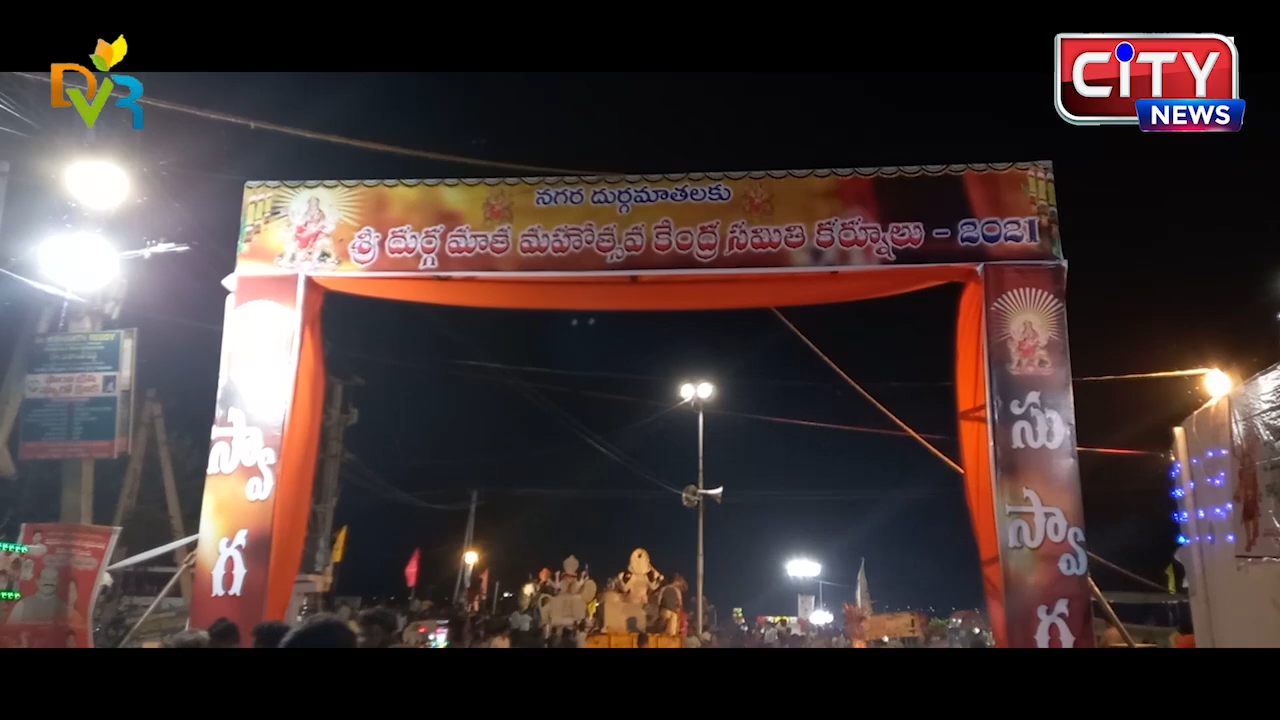 DVR
CiTY
NEWS
నగర దుర్గమాతలకు
శ్రీ దుర్గ మాత మహోత్సవ కేంద్ర సమితి కర్నూలు - 2021
స్వా
గ
సు
స్వా
గ